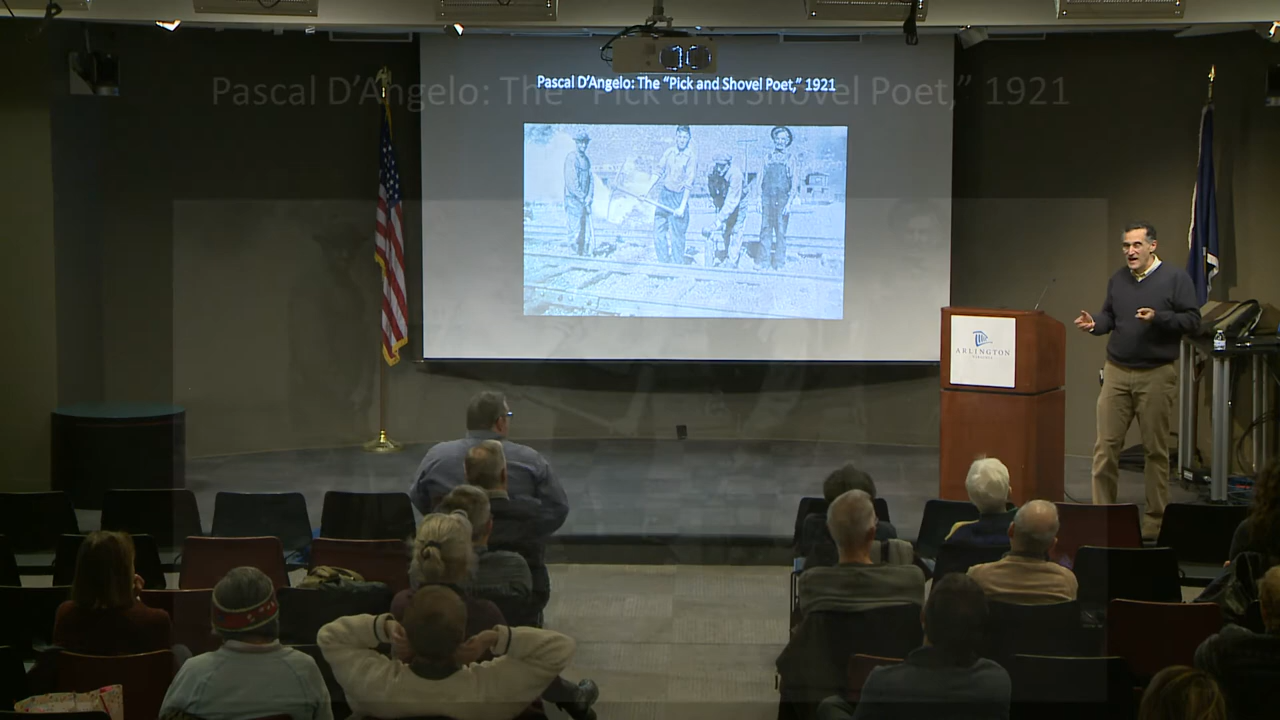 Pascal D'Angelo: The "Pick and Shovel Poet," 1921
Pascal D'Angelo: The "Pick and Shovel Poet," 1921
ARLINGTON